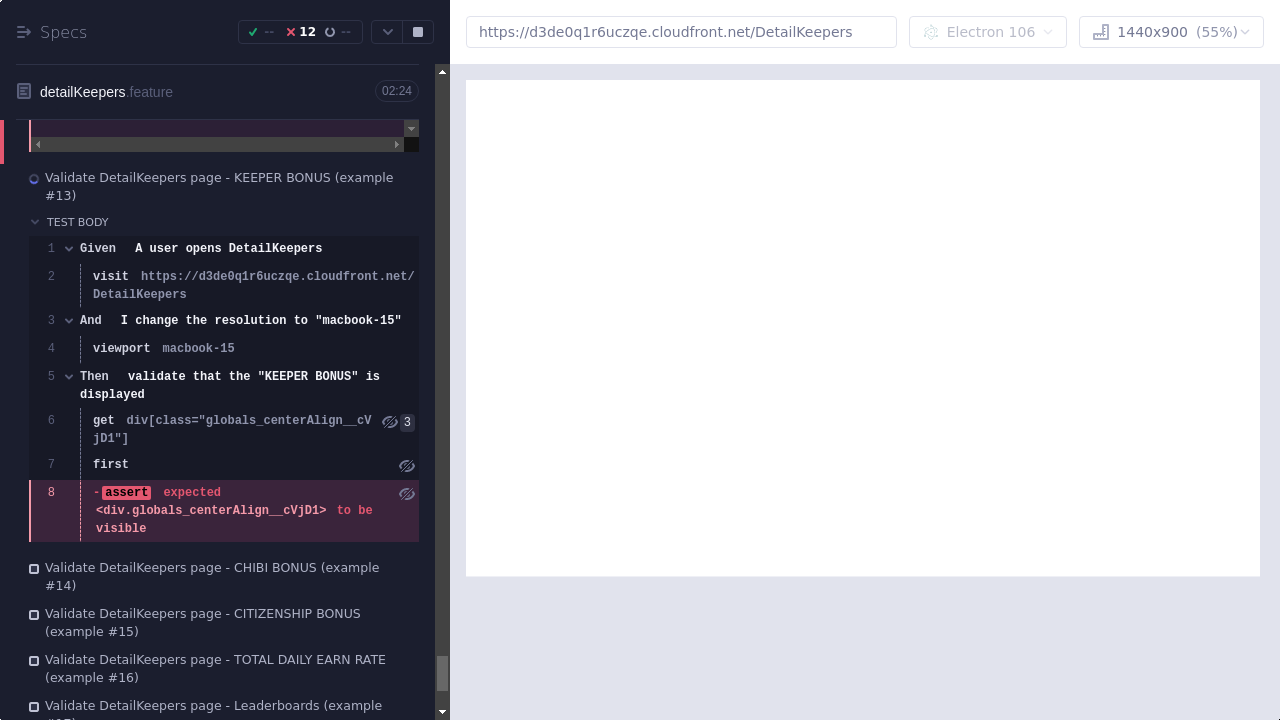 Specs
-- 12 --
https://d3de0q1r6uczqe.cloudfront.net/DetailKeepers
Electron 106
1440x900 (55%)
detailKeepers.feature
02:24
Validate DetailKeepers page - KEEPER BONUS (example
#13)
TEST BODY
1 Given A user opens DetailKeepers
2 visit https://d3de0q1r6uczqe.cloudfront.net/
DetailKeepers
3 And I change the resolution to "macbook-15"
4 viewport macbook-15
5 Then validate that the "KEEPER BONUS" is
displayed
6 get div[class="globals_centerAlign__cV 3
jD1"]
7 first
8 -assert expected
<div.globals_centerAlign__cVjD1> to be
visible
Validate DetailKeepers page - CHIBI BONUS (example
#14)
Validate DetailKeepers page - CITIZENSHIP BONUS
(example #15)
Validate DetailKeepers page - TOTAL DAILY EARN RATE
(example #16)
Validate DetailKeepers page - Leaderboards (example